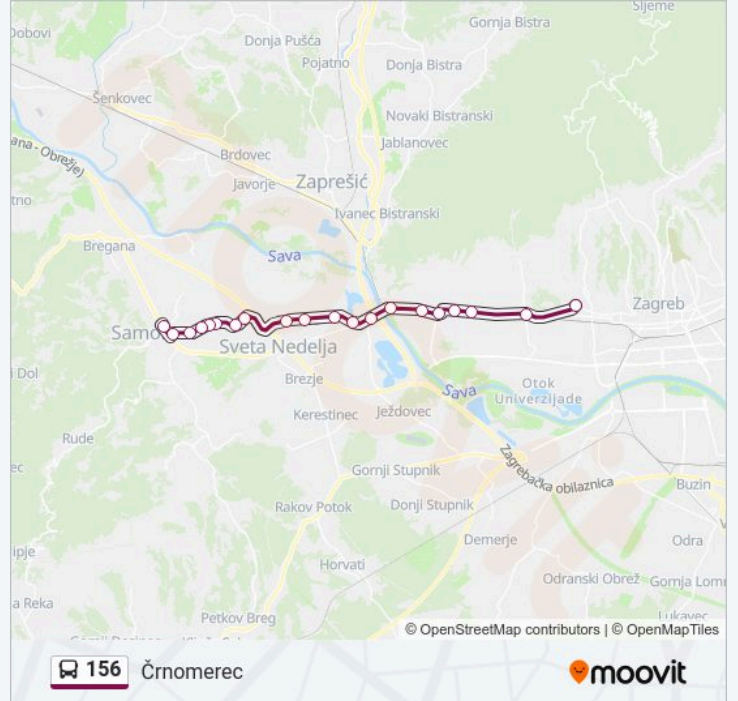 Sljeme
Gornja Bistra
Dobovi
Donja Pušća
Pojatno
Donja Bistra
Šenkovec
Novaki Bistranski
Jablanovec
ana - Obrežje)
Brdovec
Javorje
Zaprešić
tno
Ivanec Bistranski
Bregana
Sava
Zagreb
Samo
Sveta Nedelja
i Dol
Brezje
Sava
Otok
Univerzijade
Kerestinec
Ježdovec
Rude
ec
Gornji Stupnik
Zagrebačka obilaznica
Buzin
Rakov Potok
Donji Stupnik
ipje
Demerje
Odra
Horvati
Odranski Obrež
Gornja Lom
a Reka
Petkov Breg
Lukavec
© OpenStreetMap contributors | © OpenMapTiles
156
Črnomerec
moovit